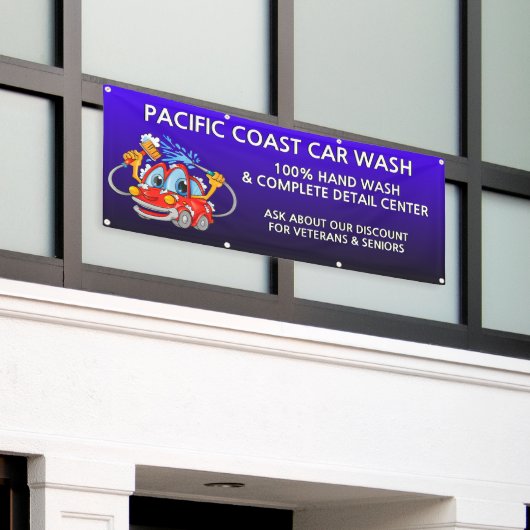 PACIFIC COAST CAR WASH
100% HAND WASH
& COMPLETE DETAIL CENTER
ASK ABOUT OUR DISCOUNT
FOR VETERANS & SENIORS